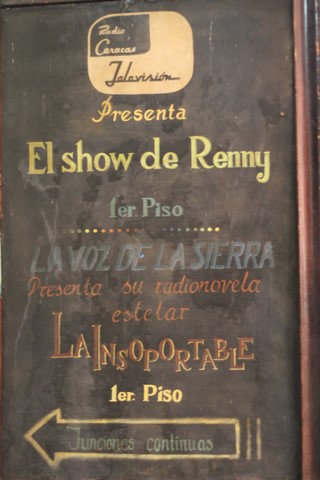 Radio
Caracas
Televisión
Presenta
El show de Renny
1er. Piso
LA VOZ DE LA SIERRA
Presenta su radionovela
estelar
LA INSOPORTABLE
1er. Piso
Funciones contínuas